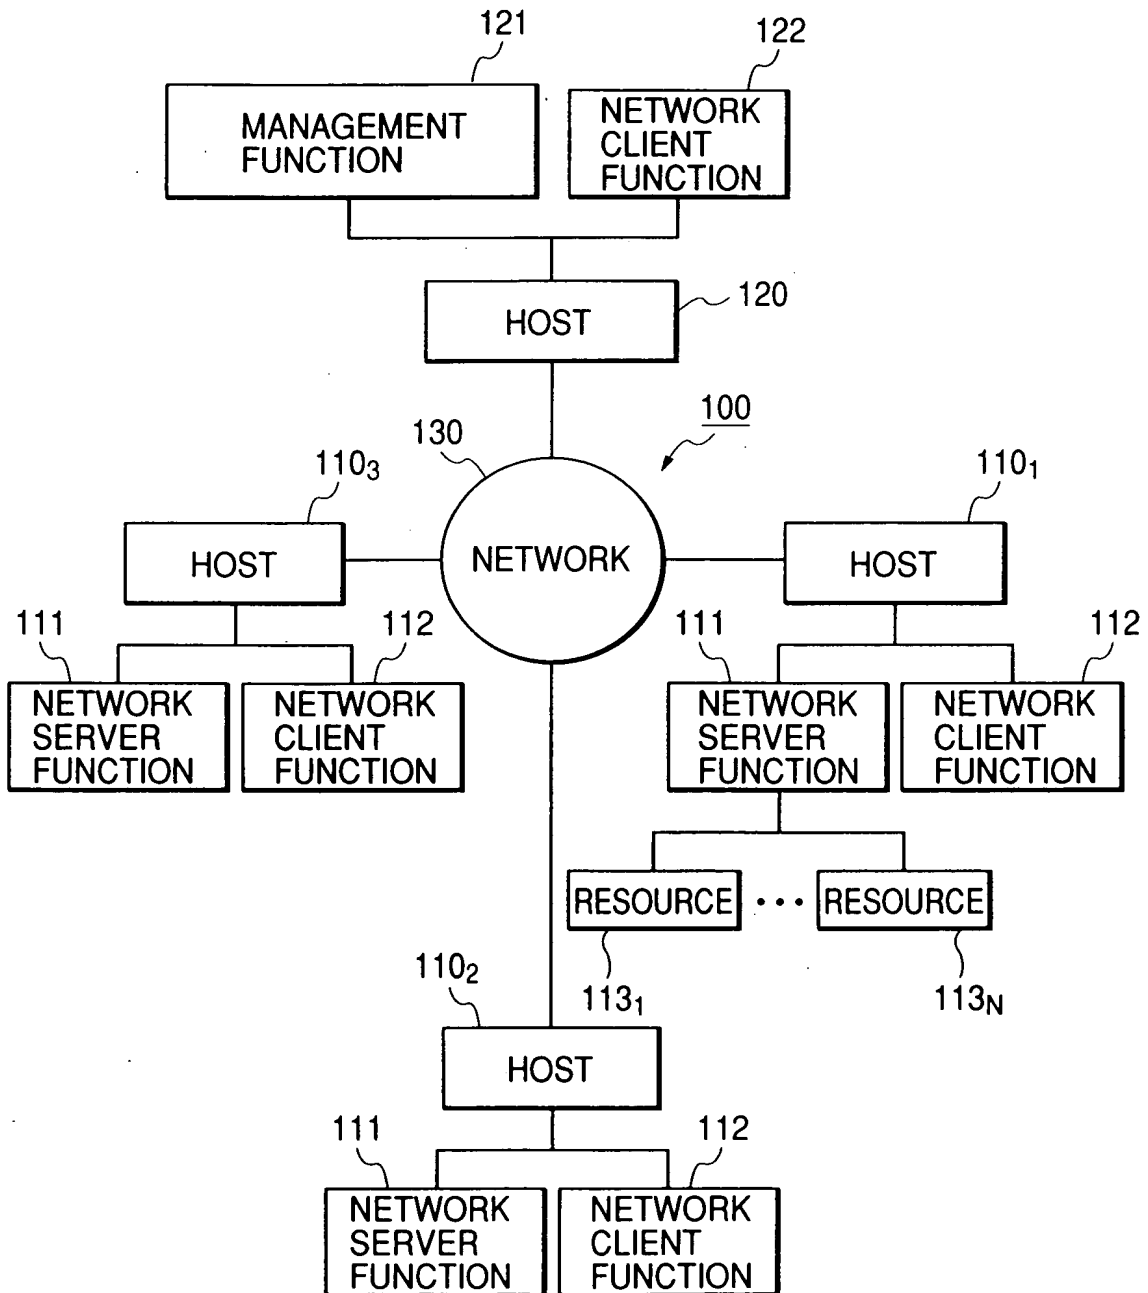 121
122
MANAGEMENT
FUNCTION
NETWORK
CLIENT
FUNCTION
HOST
120
100
130
110₃
110₁
HOST
NETWORK
HOST
111
112
111
112
NETWORK
SERVER
FUNCTION
NETWORK
CLIENT
FUNCTION
NETWORK
SERVER
FUNCTION
NETWORK
CLIENT
FUNCTION
RESOURCE
•••
RESOURCE
113₁
113N
110₂
HOST
111
112
NETWORK
SERVER
FUNCTION
NETWORK
CLIENT
FUNCTION